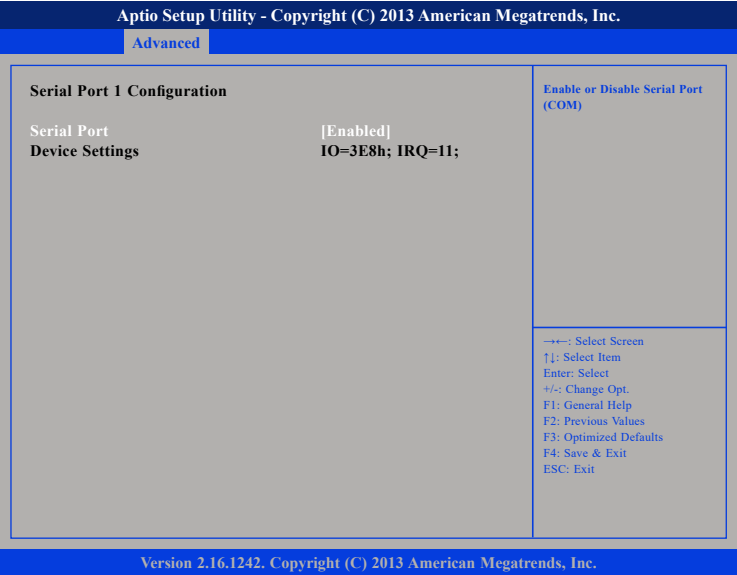 Aptio Setup Utility - Copyright (C) 2013 American Megatrends, Inc.
Advanced
Serial Port 1 Configuration
Serial Port [Enabled]
Device Settings IO=3E8h; IRQ=11;
Enable or Disable Serial Port
(COM)
→←: Select Screen
↑↓: Select Item
Enter: Select
+/-: Change Opt.
F1: General Help
F2: Previous Values
F3: Optimized Defaults
F4: Save & Exit
ESC: Exit
Version 2.16.1242. Copyright (C) 2013 American Megatrends, Inc.